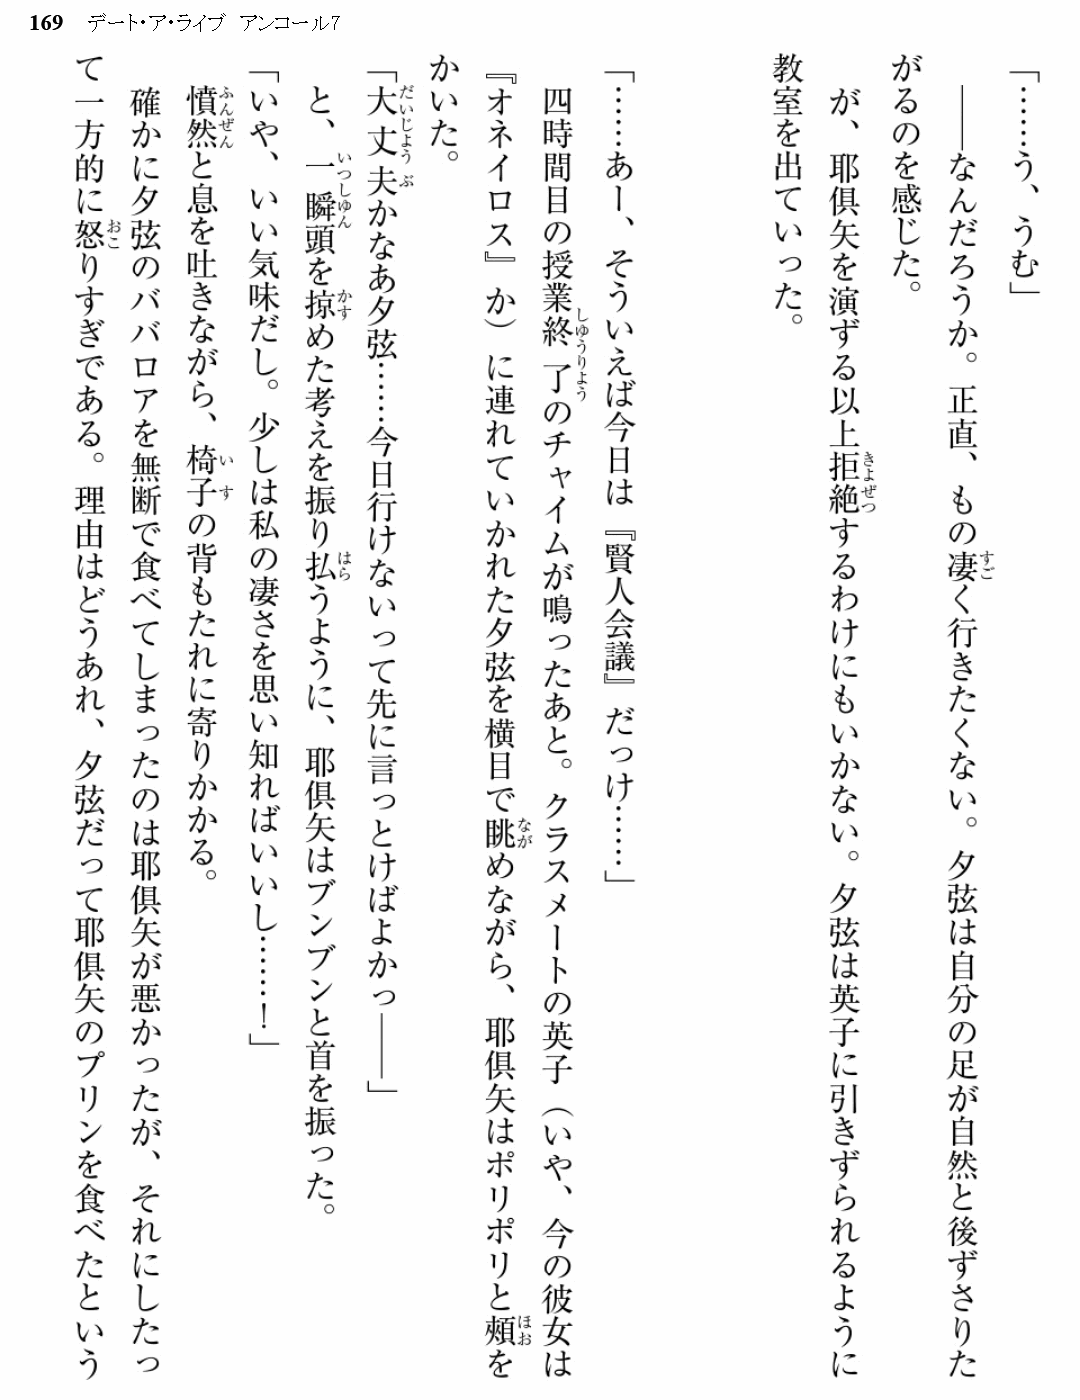 169 デート・ア・ライブ アンコール7
「……う、うむ」
――なんだろうか。正直、もの凄く行きたくない。夕弦は自分の足が自然と後ずさりた
がるのを感じた。
が、耶倶矢を演ずる以上拒絶するわけにもいかない。夕弦は英子に引きずられるように
教室を出ていった。
「……あー、そういえば今日は『賢人会議』だっけ……」
四時間目の授業終了のチャイムが鳴ったあと。クラスメートの英子（いや、今の彼女は
『オネイロス』か）に連れていかれた夕弦を横目で眺めながら、耶倶矢はポリポリと頰を
かいた。
「大丈夫かなあ夕弦……今日行けないって先に言っとけばよかっ――」
と、一瞬頭を掠めた考えを振り払うように、耶倶矢はブンブンと首を振った。
「いや、いい気味だし。少しは私の凄さを思い知ればいいし……！」
憤然と息を吐きながら、椅子の背もたれに寄りかかる。
確かに夕弦のババロアを無断で食べてしまったのは耶倶矢が悪かったが、それにしたっ
て一方的に怒りすぎである。理由はどうあれ、夕弦だって耶倶矢のプリンを食べたという